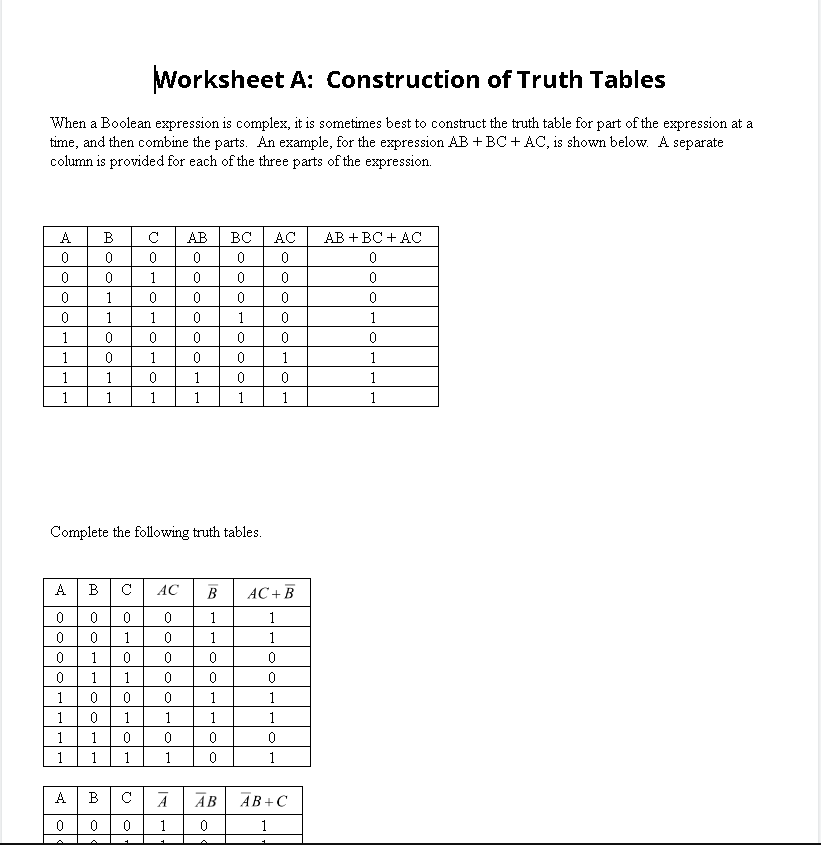 Worksheet A:  Construction of Truth Tables
When a Boolean expression is complex, it is sometimes best to construct the truth table for part of the expression at a
time, and then combine the parts.  An example, for the expression AB + BC + AC, is shown below.  A separate
column is provided for each of the three parts of the expression.
A B C AB BC AC AB + BC + AC
0 0 0 0 0 0 0
0 0 1 0 0 0 0
0 1 0 0 0 0 0
0 1 1 0 1 0 1
1 0 0 0 0 0 0
1 0 1 0 0 1 1
1 1 0 1 0 0 1
1 1 1 1 1 1 1
Complete the following truth tables.
A B C AC B̅ AC + B̅
0 0 0 0 1 1
0 0 1 0 1 1
0 1 0 0 0 0
0 1 1 0 0 0
1 0 0 0 1 1
1 0 1 1 1 1
1 1 0 0 0 0
1 1 1 1 0 1
A B C A̅ A̅B A̅B + C
0 0 0 1 0 1